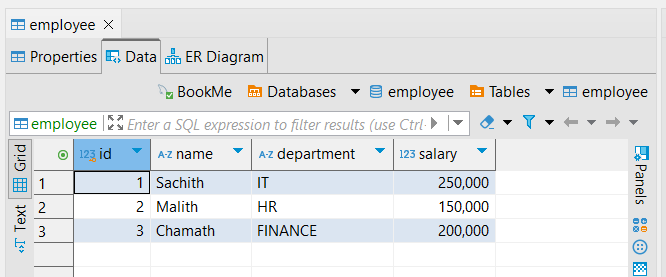 employee
Properties Data ER Diagram
BookMe Databases employee Tables employee
employee Enter a SQL expression to filter results (use Ctrl-
Grid
Text
123 id A-Z name A-Z department 123 salary
1 1 Sachith IT 250,000
2 2 Malith HR 150,000
3 3 Chamath FINANCE 200,000
Panels